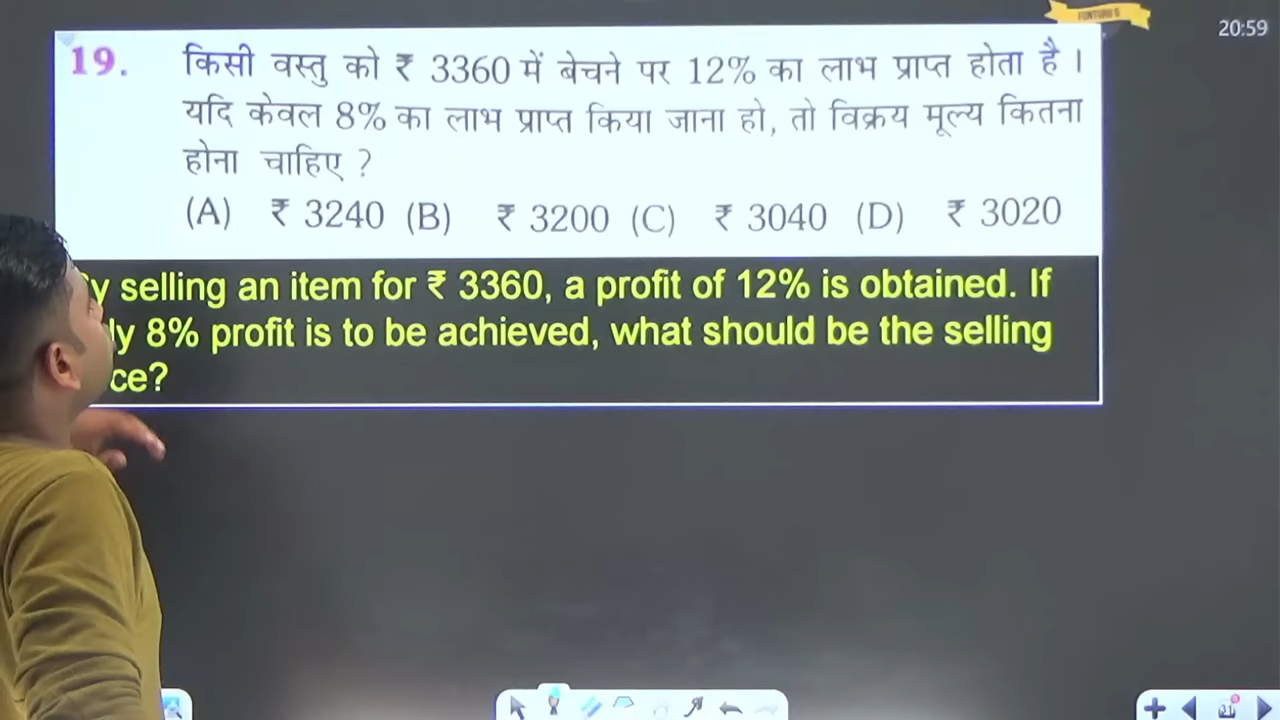 20:59
19. किसी वस्तु को ₹ 3360 में बेचने पर 12% का लाभ प्राप्त होता है ।
यदि केवल 8% का लाभ प्राप्त किया जाना हो, तो विक्रय मूल्य कितना
होना चाहिए ?
(A) ₹ 3240 (B) ₹ 3200 (C) ₹ 3040 (D) ₹ 3020
selling an item for ₹ 3360, a profit of 12% is obtained. If
8% profit is to be achieved, what should be the selling